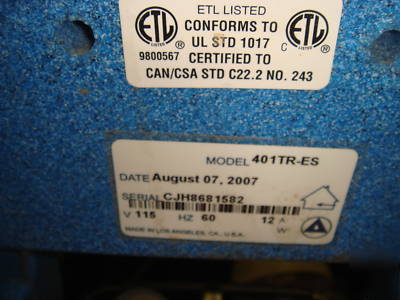 ETL LISTED
CONFORMS TO
UL STD 1017
9800567 CERTIFIED TO
CAN/CSA STD C22.2 NO. 243
ETL
ETL
C
MODEL 401TR-ES
DATE August 07, 2007
SERIAL CJH8681582
V 115 HZ 60 12 A
W
MADE IN LOS ANGELES, CA., U.S.A.